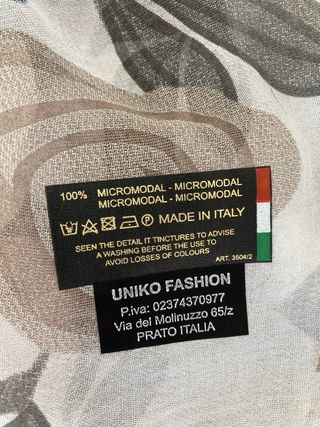 100% MICROMODAL - MICROMODAL
MICROMODAL - MICROMODAL
P MADE IN ITALY
SEEN THE DETAIL IT TINCTURES TO ADVISE
A WASHING BEFORE THE USE TO
AVOID LOSSES OF COLOURS
ART. 3504/2
UNIKO FASHION
P.iva: 02374370977
Via del Molinuzzo 65/z
PRATO ITALIA